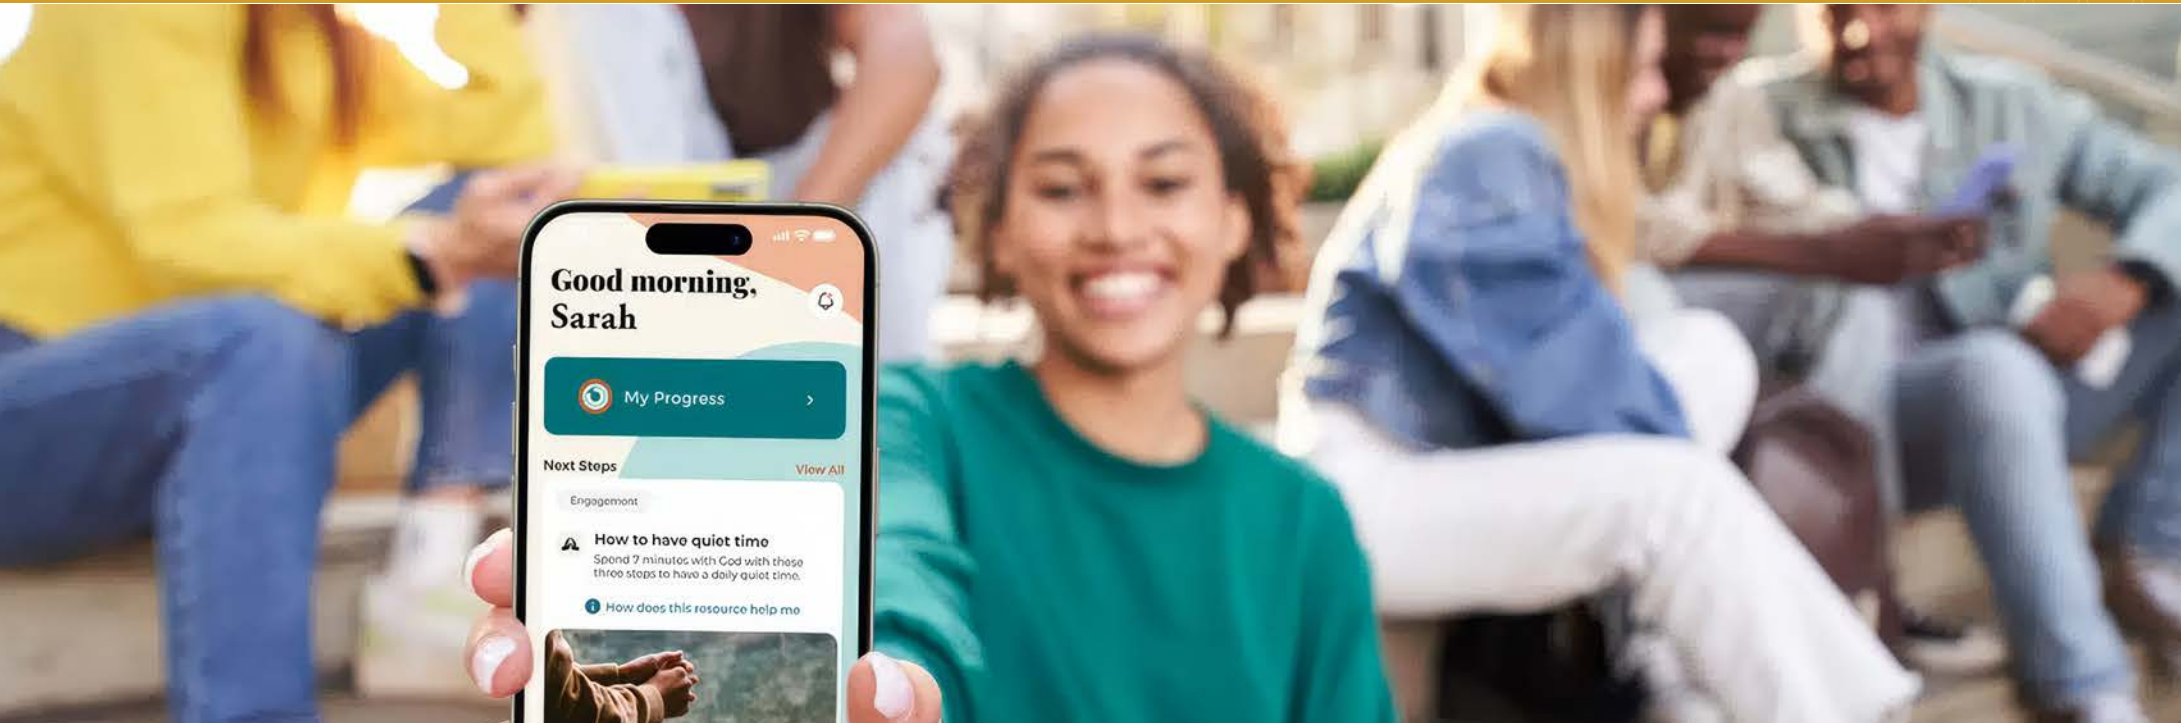 Good morning,
Sarah
My Progress
Next Steps
View All
Engagement
How to have quiet time
Spend 7 minutes with God with these
three steps to have a daily quiet time.
How does this resource help me